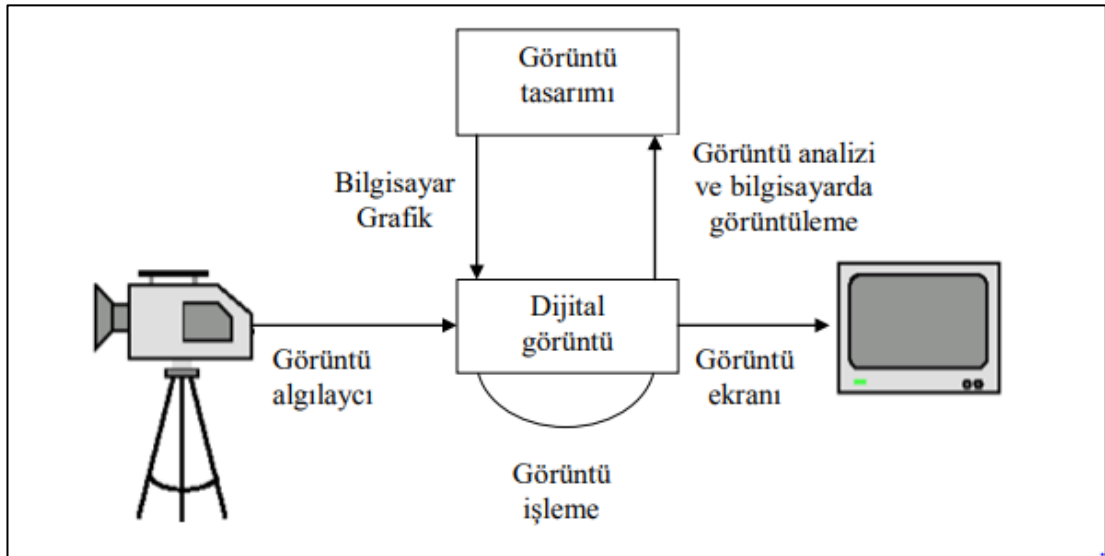 Görüntü
tasarımı
Bilgisayar
Grafik
Görüntü analizi
ve bilgisayarda
görüntüleme
Dijital
görüntü
Görüntü
algılaycı
Görüntü
ekranı
Görüntü
işleme